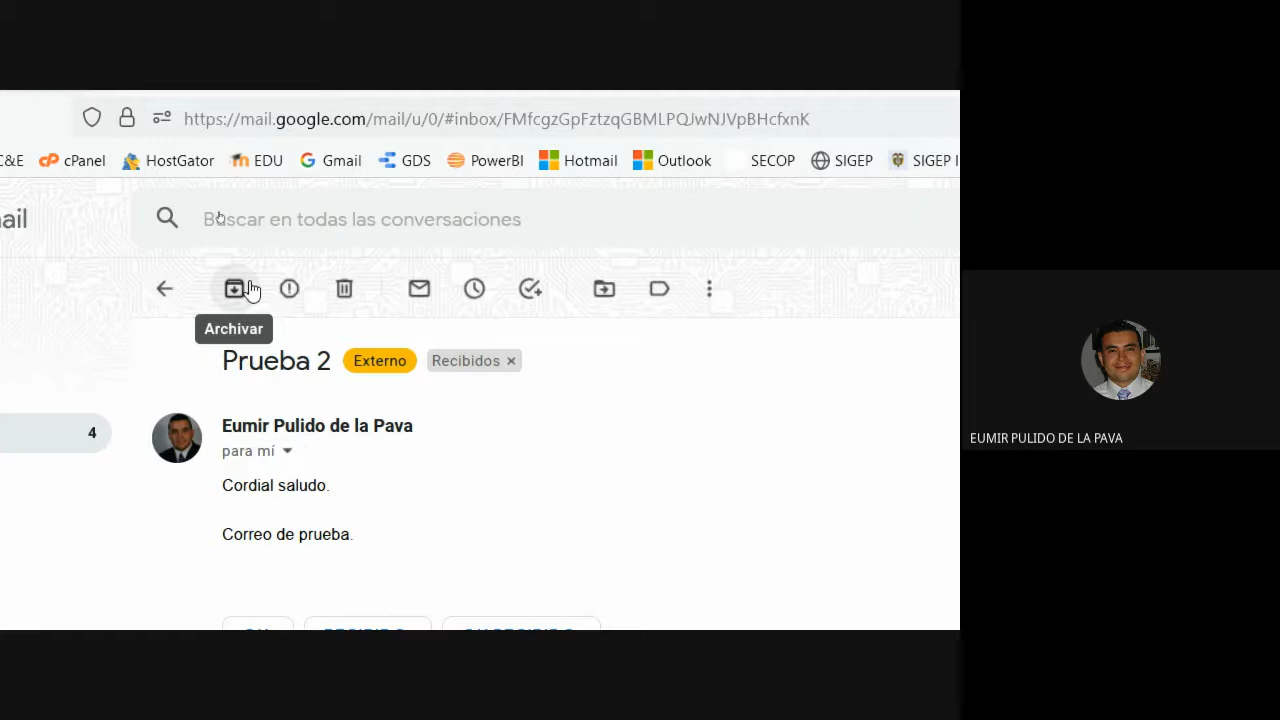 https://mail.google.com/mail/u/0/#inbox/FMfcgzGpFztzqGBMLPQJwNJVpBHcfxnK
C&E cPanel HostGator EDU Gmail GDS PowerBI Hotmail Outlook SECOP SIGEP SIGEP I
ail Buscar en todas las conversaciones
Archivar
Prueba 2 Externo Recibidos ×
Eumir Pulido de la Pava
4
para mí
Cordial saludo.
Correo de prueba.
EUMIR PULIDO DE LA PAVA